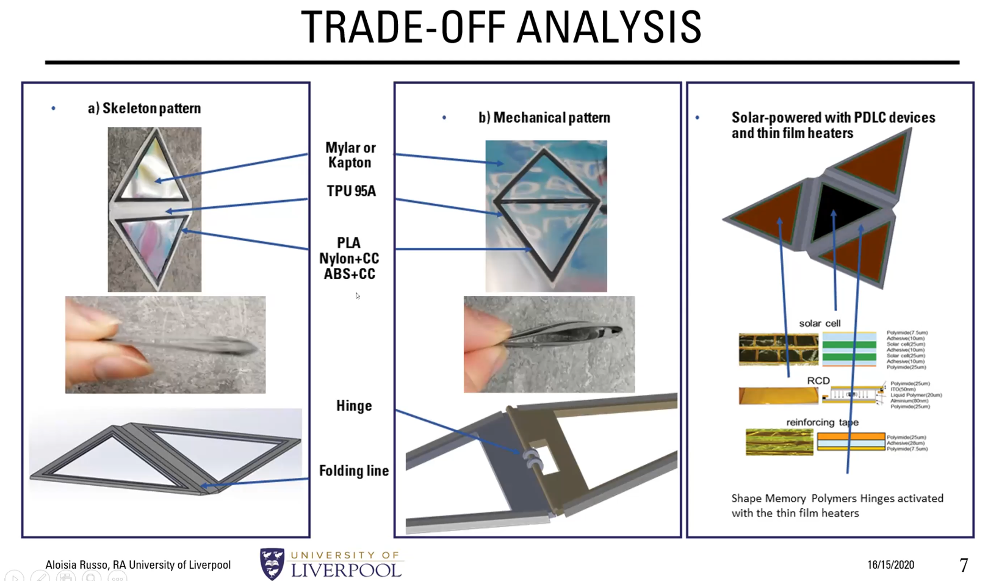 TRADE-OFF ANALYSIS
a) Skeleton pattern
Mylar or
Kapton
TPU 95A
PLA
Nylon+CC
ABS+CC
Hinge
Folding line
b) Mechanical pattern
Solar-powered with PDLC devices
and thin film heaters
solar cell
Polyimide(7.5um)
Adhesive(10um)
Solar cell(25um)
Adhesive(10um)
Solar cell(25um)
Adhesive(10um)
Polyimide(25um)
RCD
Polyimide(25um)
ITO(50nm)
Liquid Polymer(20um)
Alminium(80nm)
Polyimide(25um)
reinforcing tape
Polyimide(25um)
Adhesive(28um)
Polyimide(7.5um)
Shape Memory Polymers Hinges activated
with the thin film heaters
Aloisia Russo, RA University of Liverpool
UNIVERSITY OF
LIVERPOOL
16/15/2020
7